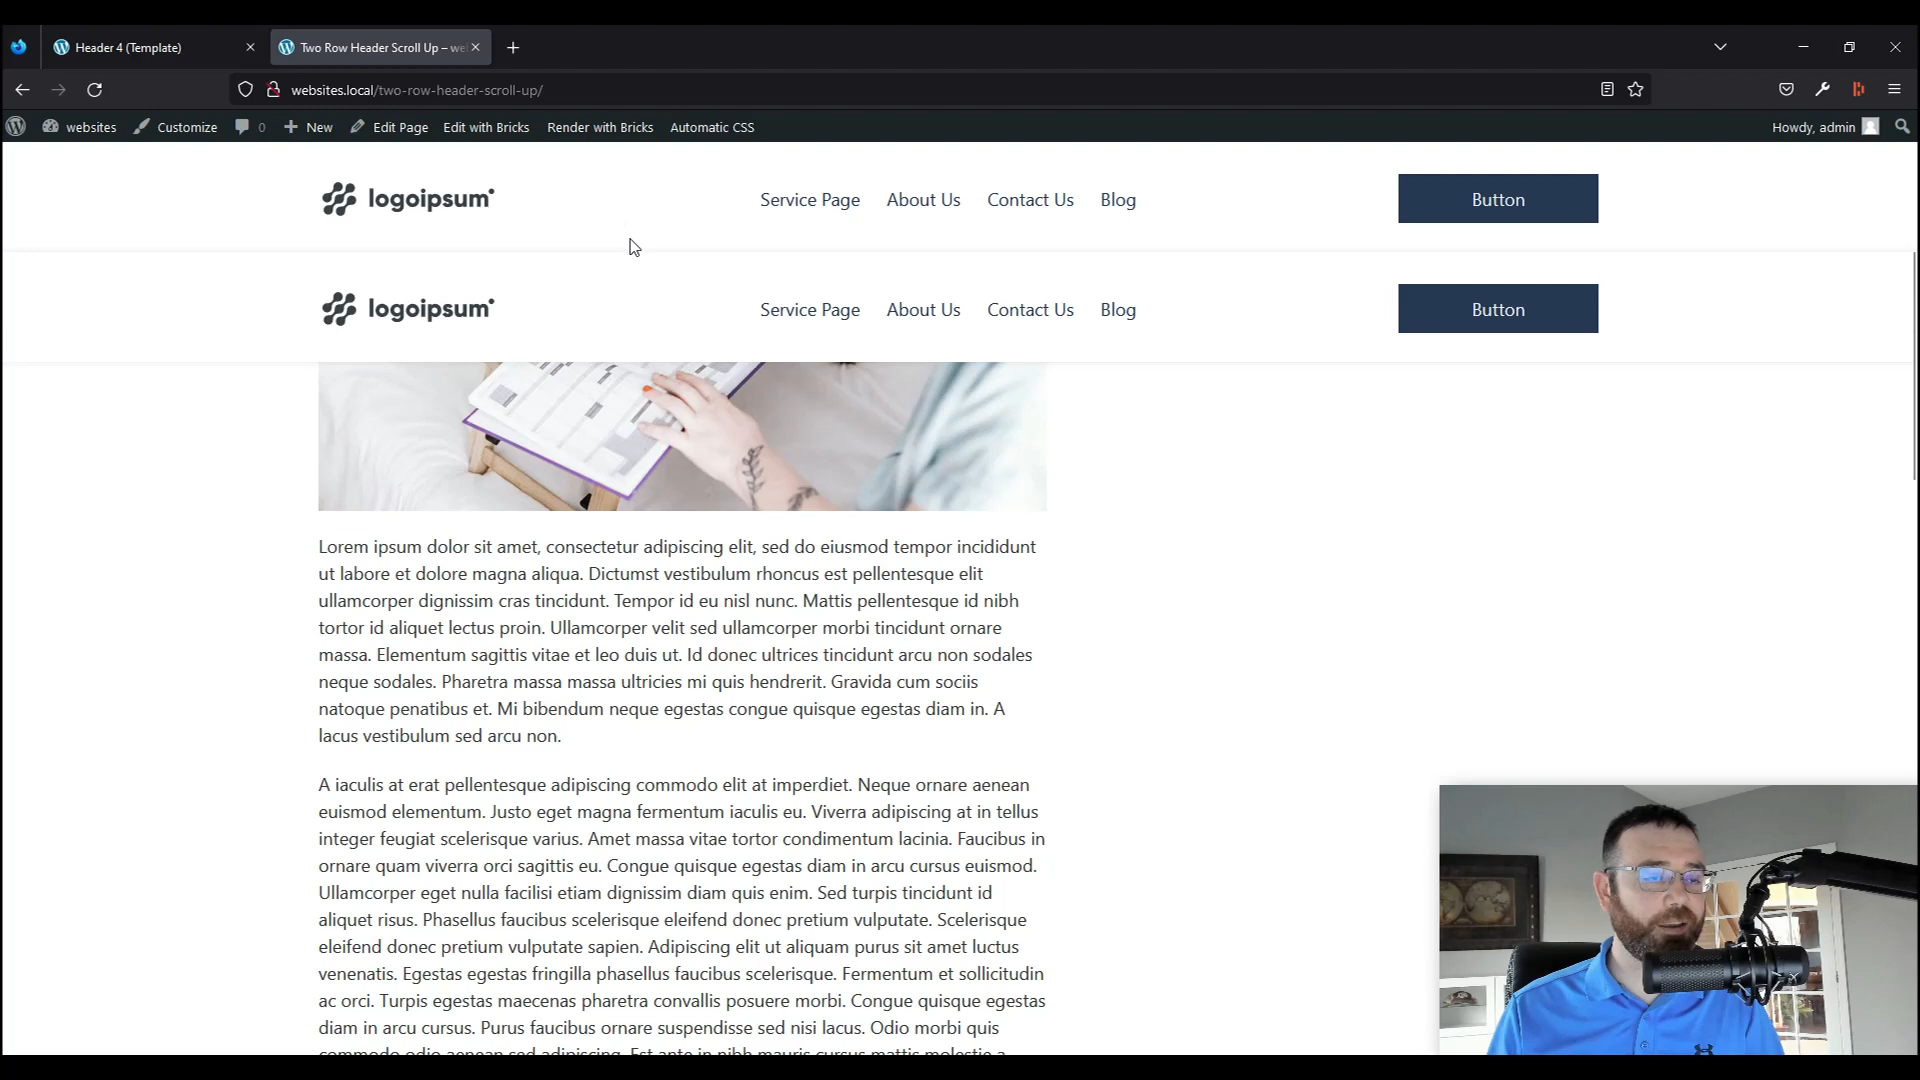 Header 4 (Template)
Two Row Header Scroll Up – we
websites.local/two-row-header-scroll-up/
websites Customize 0 New Edit Page Edit with Bricks Render with Bricks Automatic CSS Howdy, admin
logoipsum Service Page About Us Contact Us Blog Button
logoipsum Service Page About Us Contact Us Blog Button
Lorem ipsum dolor sit amet, consectetur adipiscing elit, sed do eiusmod tempor incididunt
ut labore et dolore magna aliqua. Dictumst vestibulum rhoncus est pellentesque elit
ullamcorper dignissim cras tincidunt. Tempor id eu nisl nunc. Mattis pellentesque id nibh
tortor id aliquet lectus proin. Ullamcorper velit sed ullamcorper morbi tincidunt ornare
massa. Elementum sagittis vitae et leo duis ut. Id donec ultrices tincidunt arcu non sodales
neque sodales. Pharetra massa massa ultricies mi quis hendrerit. Gravida cum sociis
natoque penatibus et. Mi bibendum neque egestas congue quisque egestas diam in. A
lacus vestibulum sed arcu non.
A iaculis at erat pellentesque adipiscing commodo elit at imperdiet. Neque ornare aenean
euismod elementum. Justo eget magna fermentum iaculis eu. Viverra adipiscing at in tellus
integer feugiat scelerisque varius. Amet massa vitae tortor condimentum lacinia. Faucibus in
ornare quam viverra orci sagittis eu. Congue quisque egestas diam in arcu cursus euismod.
Ullamcorper eget nulla facilisi etiam dignissim diam quis enim. Sed turpis tincidunt id
aliquet risus. Phasellus faucibus scelerisque eleifend donec pretium vulputate. Scelerisque
eleifend donec pretium vulputate sapien. Adipiscing elit ut aliquam purus sit amet luctus
venenatis. Egestas egestas fringilla phasellus faucibus scelerisque. Fermentum et sollicitudin
ac orci. Turpis egestas maecenas pharetra convallis posuere morbi. Congue quisque egestas
diam in arcu cursus. Purus faucibus ornare suspendisse sed nisi lacus. Odio morbi quis
commodo odio aenean sed adipiscing. Est ante in nibh mauris cursus mattis molestie a